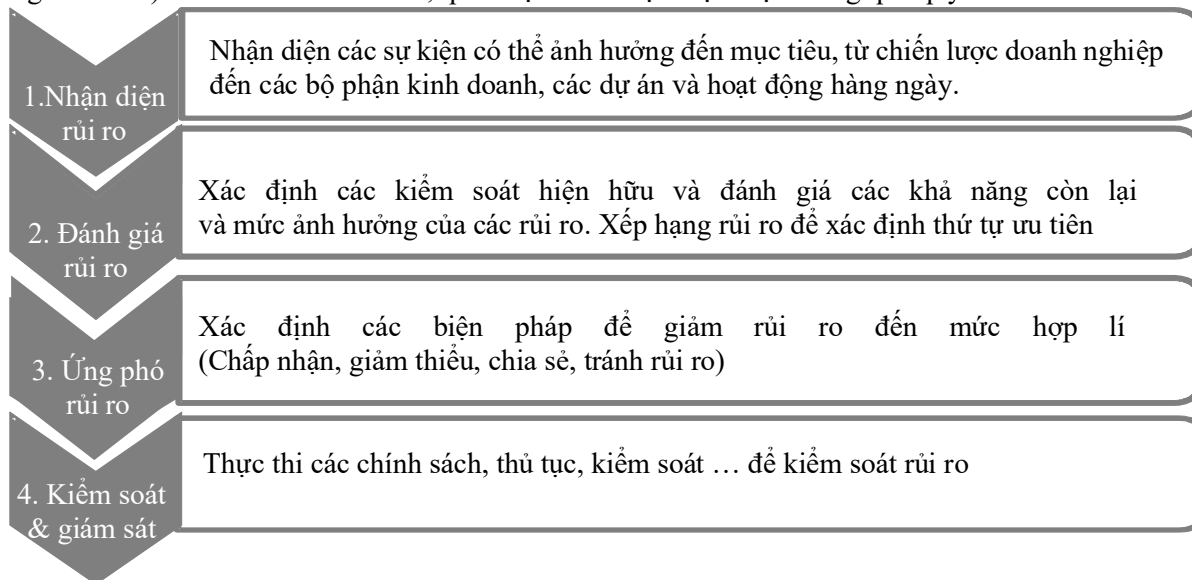 Nhận diện các sự kiện có thể ảnh hưởng đến mục tiêu, từ chiến lược doanh nghiệp
đến các bộ phận kinh doanh, các dự án và hoạt động hàng ngày.
1.Nhận diện
rủi ro
Xác định các kiểm soát hiện hữu và đánh giá các khả năng còn lại
và mức ảnh hưởng của các rủi ro. Xếp hạng rủi ro để xác định thứ tự ưu tiên
2. Đánh giá
rủi ro
Xác định các biện pháp để giảm rủi ro đến mức hợp lí
(Chấp nhận, giảm thiểu, chia sẻ, tránh rủi ro)
3. Ứng phó
rủi ro
Thực thi các chính sách, thủ tục, kiểm soát … để kiểm soát rủi ro
4. Kiểm soát
& giám sát